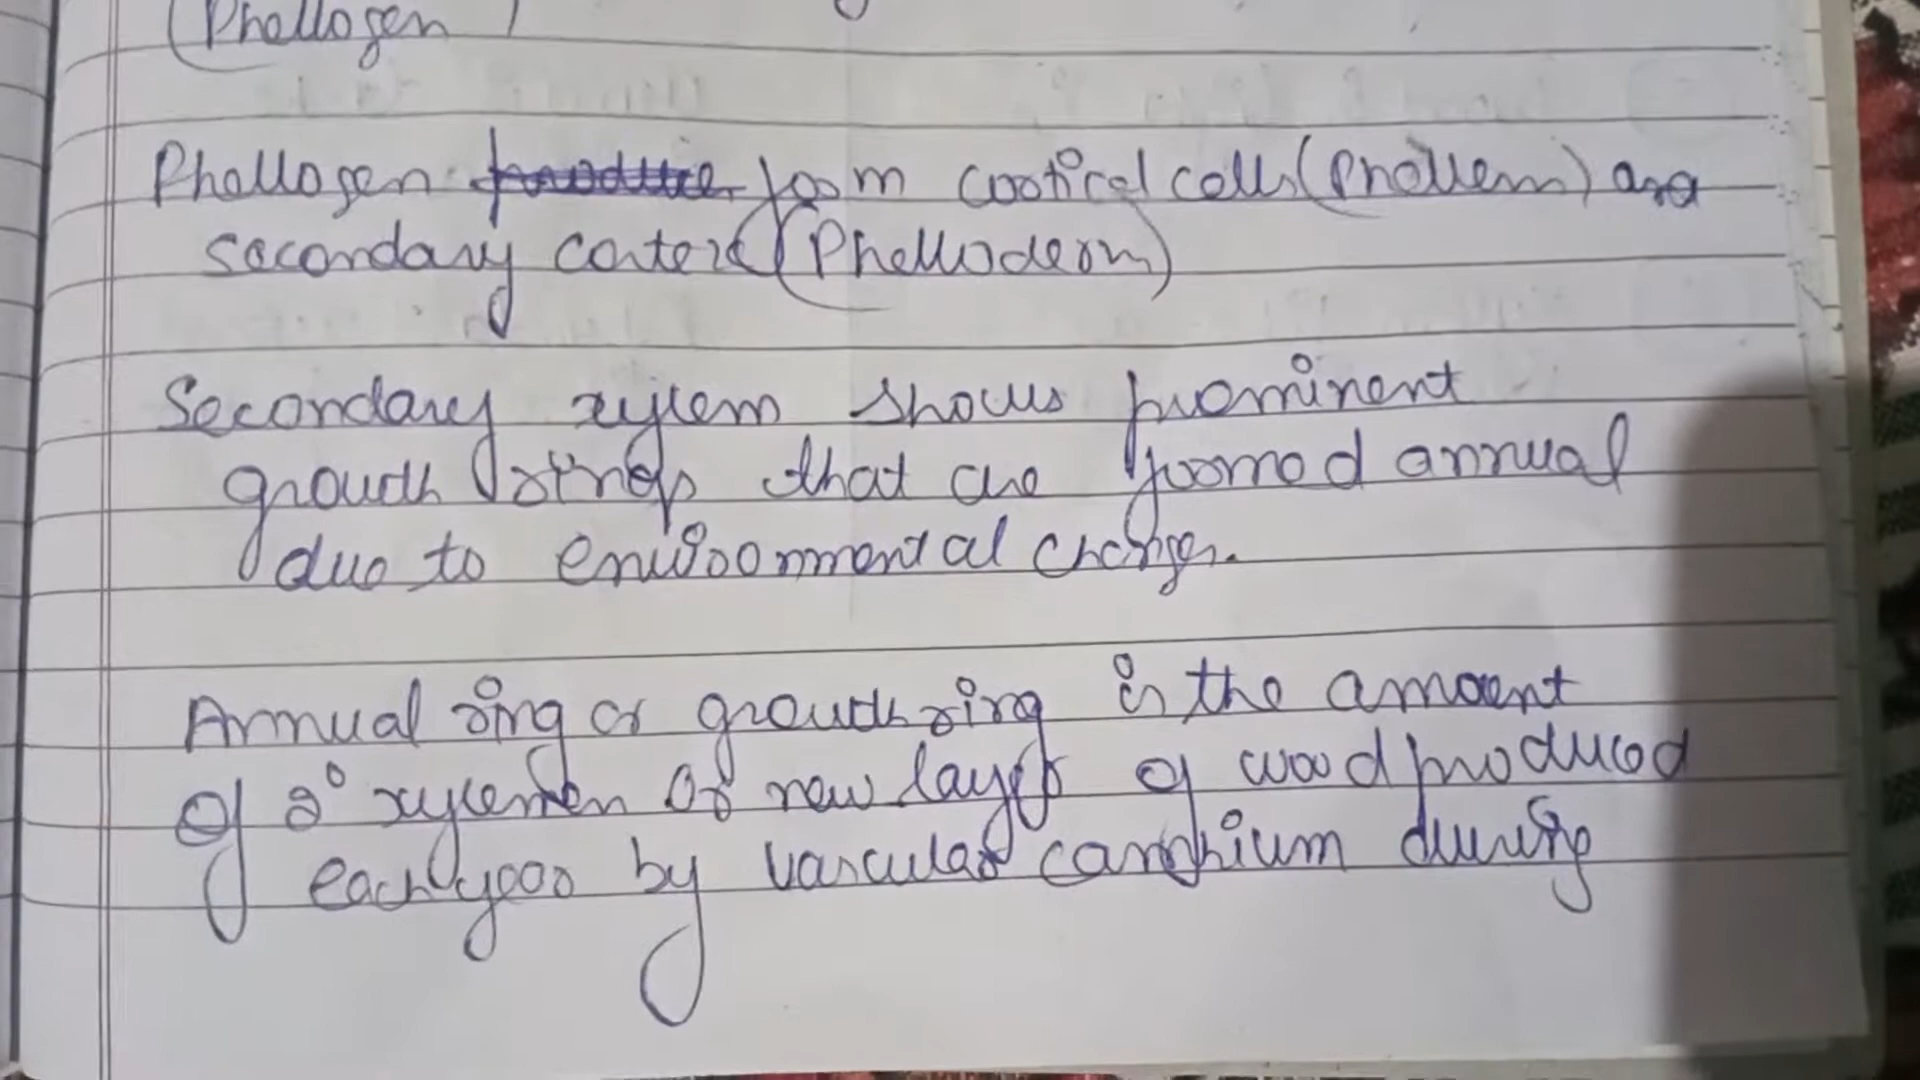 (Phellogen)
Phellogen form cortical cells (Phellem) and
secondary cortex (Phelloderm)
Secondary xylem shows prominent
growth rings that are formed annual
due to environmental changes.
Annual ring or growth ring is the amount
of 2° xylem or new layer of wood produced
each year by vascular cambium during